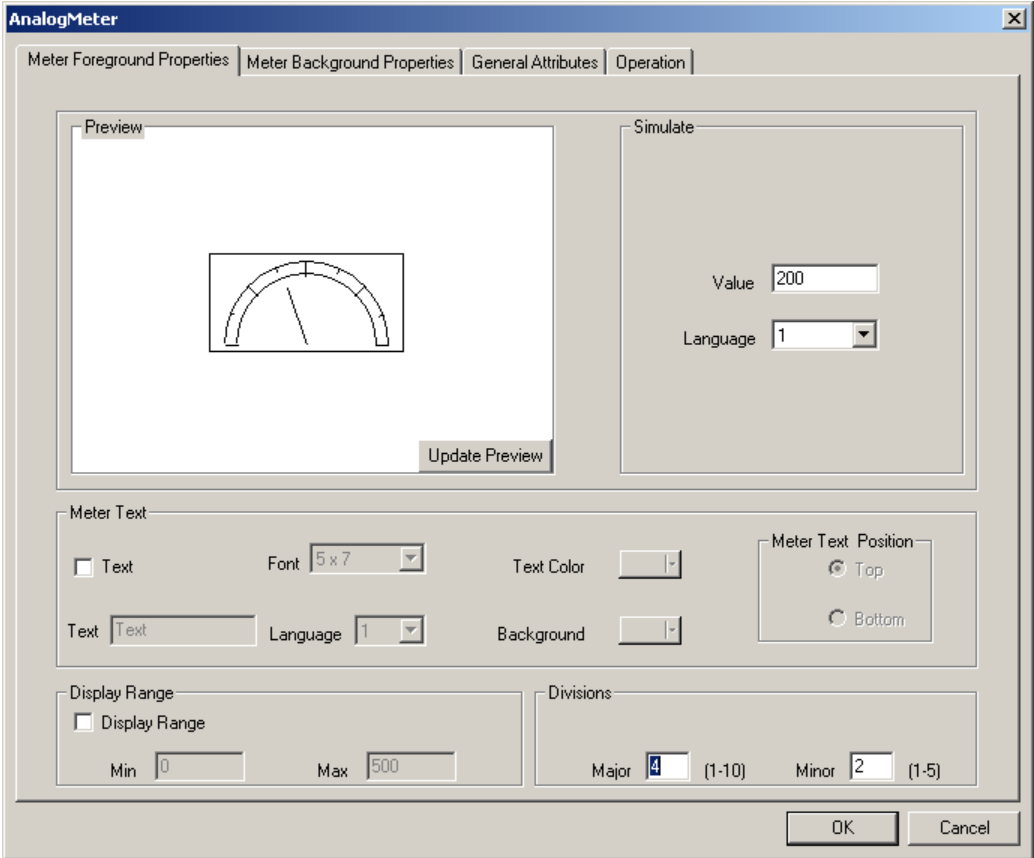 AnalogMeter
Meter Foreground Properties Meter Background Properties General Attributes Operation
Preview
Simulate
Value 200
Language 1
Update Preview
Meter Text
Text
Font 5 x 7
Text Color
Meter Text Position
Top
Text Text
Language 1
Background
Bottom
Display Range
Display Range
Min 0
Max 500
Divisions
Major 4 (1-10)
Minor 2 (1-5)
OK
Cancel